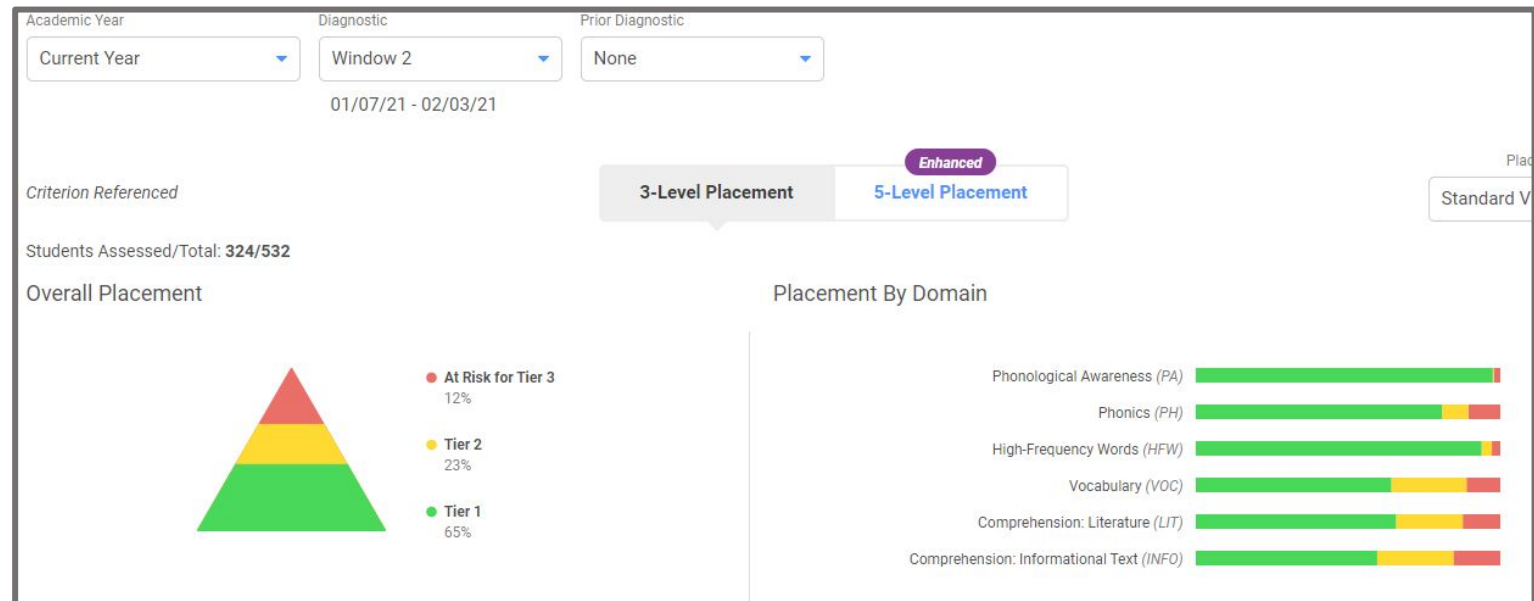 Academic Year
Diagnostic
Prior Diagnostic
Current Year
Window 2
None
01/07/21 - 02/03/21
Enhanced
Criterion Referenced
3-Level Placement
5-Level Placement
Standard
Students Assessed/Total: 324/532
Overall Placement
Placement By Domain
At Risk for Tier 3
12%
Tier 2
23%
Tier 1
65%
Phonological Awareness (PA)
Phonics (PH)
High-Frequency Words (HFW)
Vocabulary (VOC)
Comprehension: Literature (LIT)
Comprehension: Informational Text (INFO)